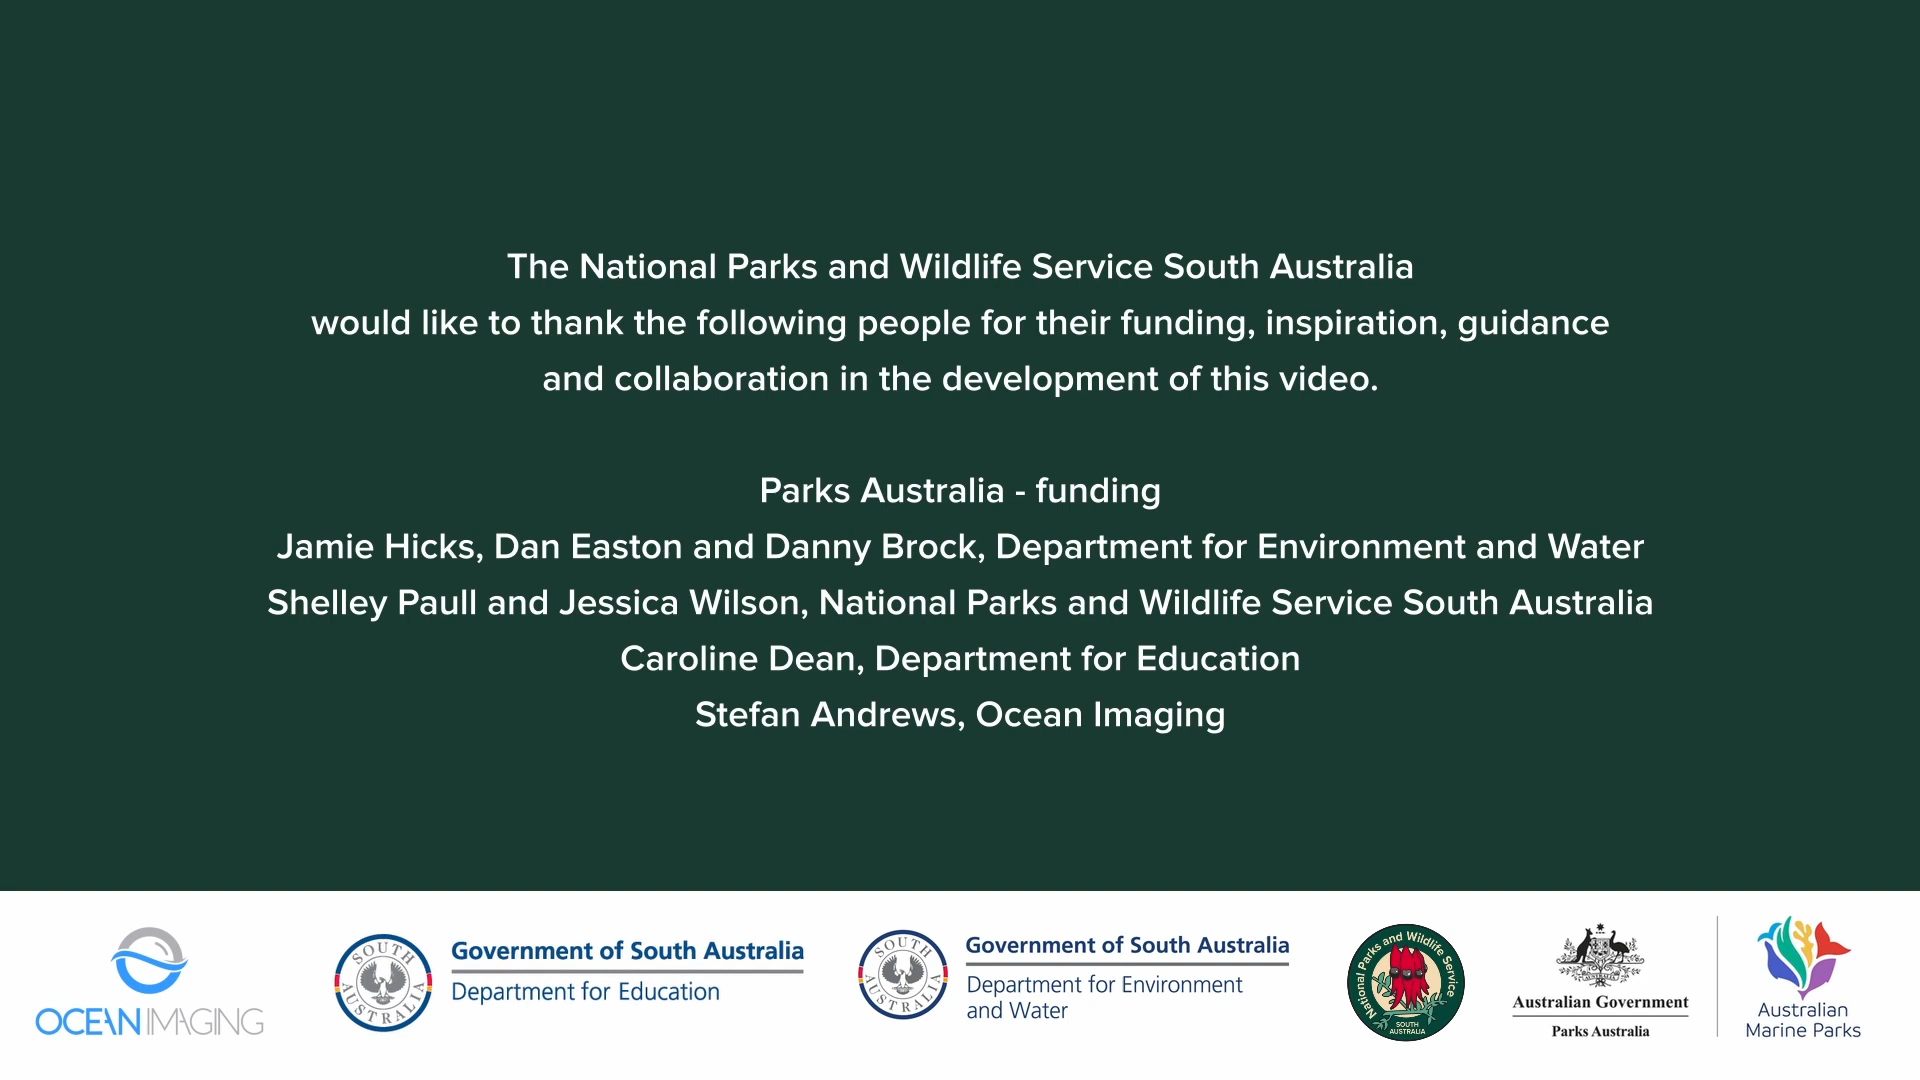 The National Parks and Wildlife Service South Australia
would like to thank the following people for their funding, inspiration, guidance
and collaboration in the development of this video.
Parks Australia - funding
Jamie Hicks, Dan Easton and Danny Brock, Department for Environment and Water
Shelley Paull and Jessica Wilson, National Parks and Wildlife Service South Australia
Caroline Dean, Department for Education
Stefan Andrews, Ocean Imaging
OCEAN IMAGING
SOUTH AUSTRALIA
Government of South Australia
Department for Education
SOUTH AUSTRALIA
Government of South Australia
Department for Environment
and Water
National Parks and Wildlife Service
SOUTH
AUSTRALIA
Australian Government
Parks Australia
Australian
Marine Parks